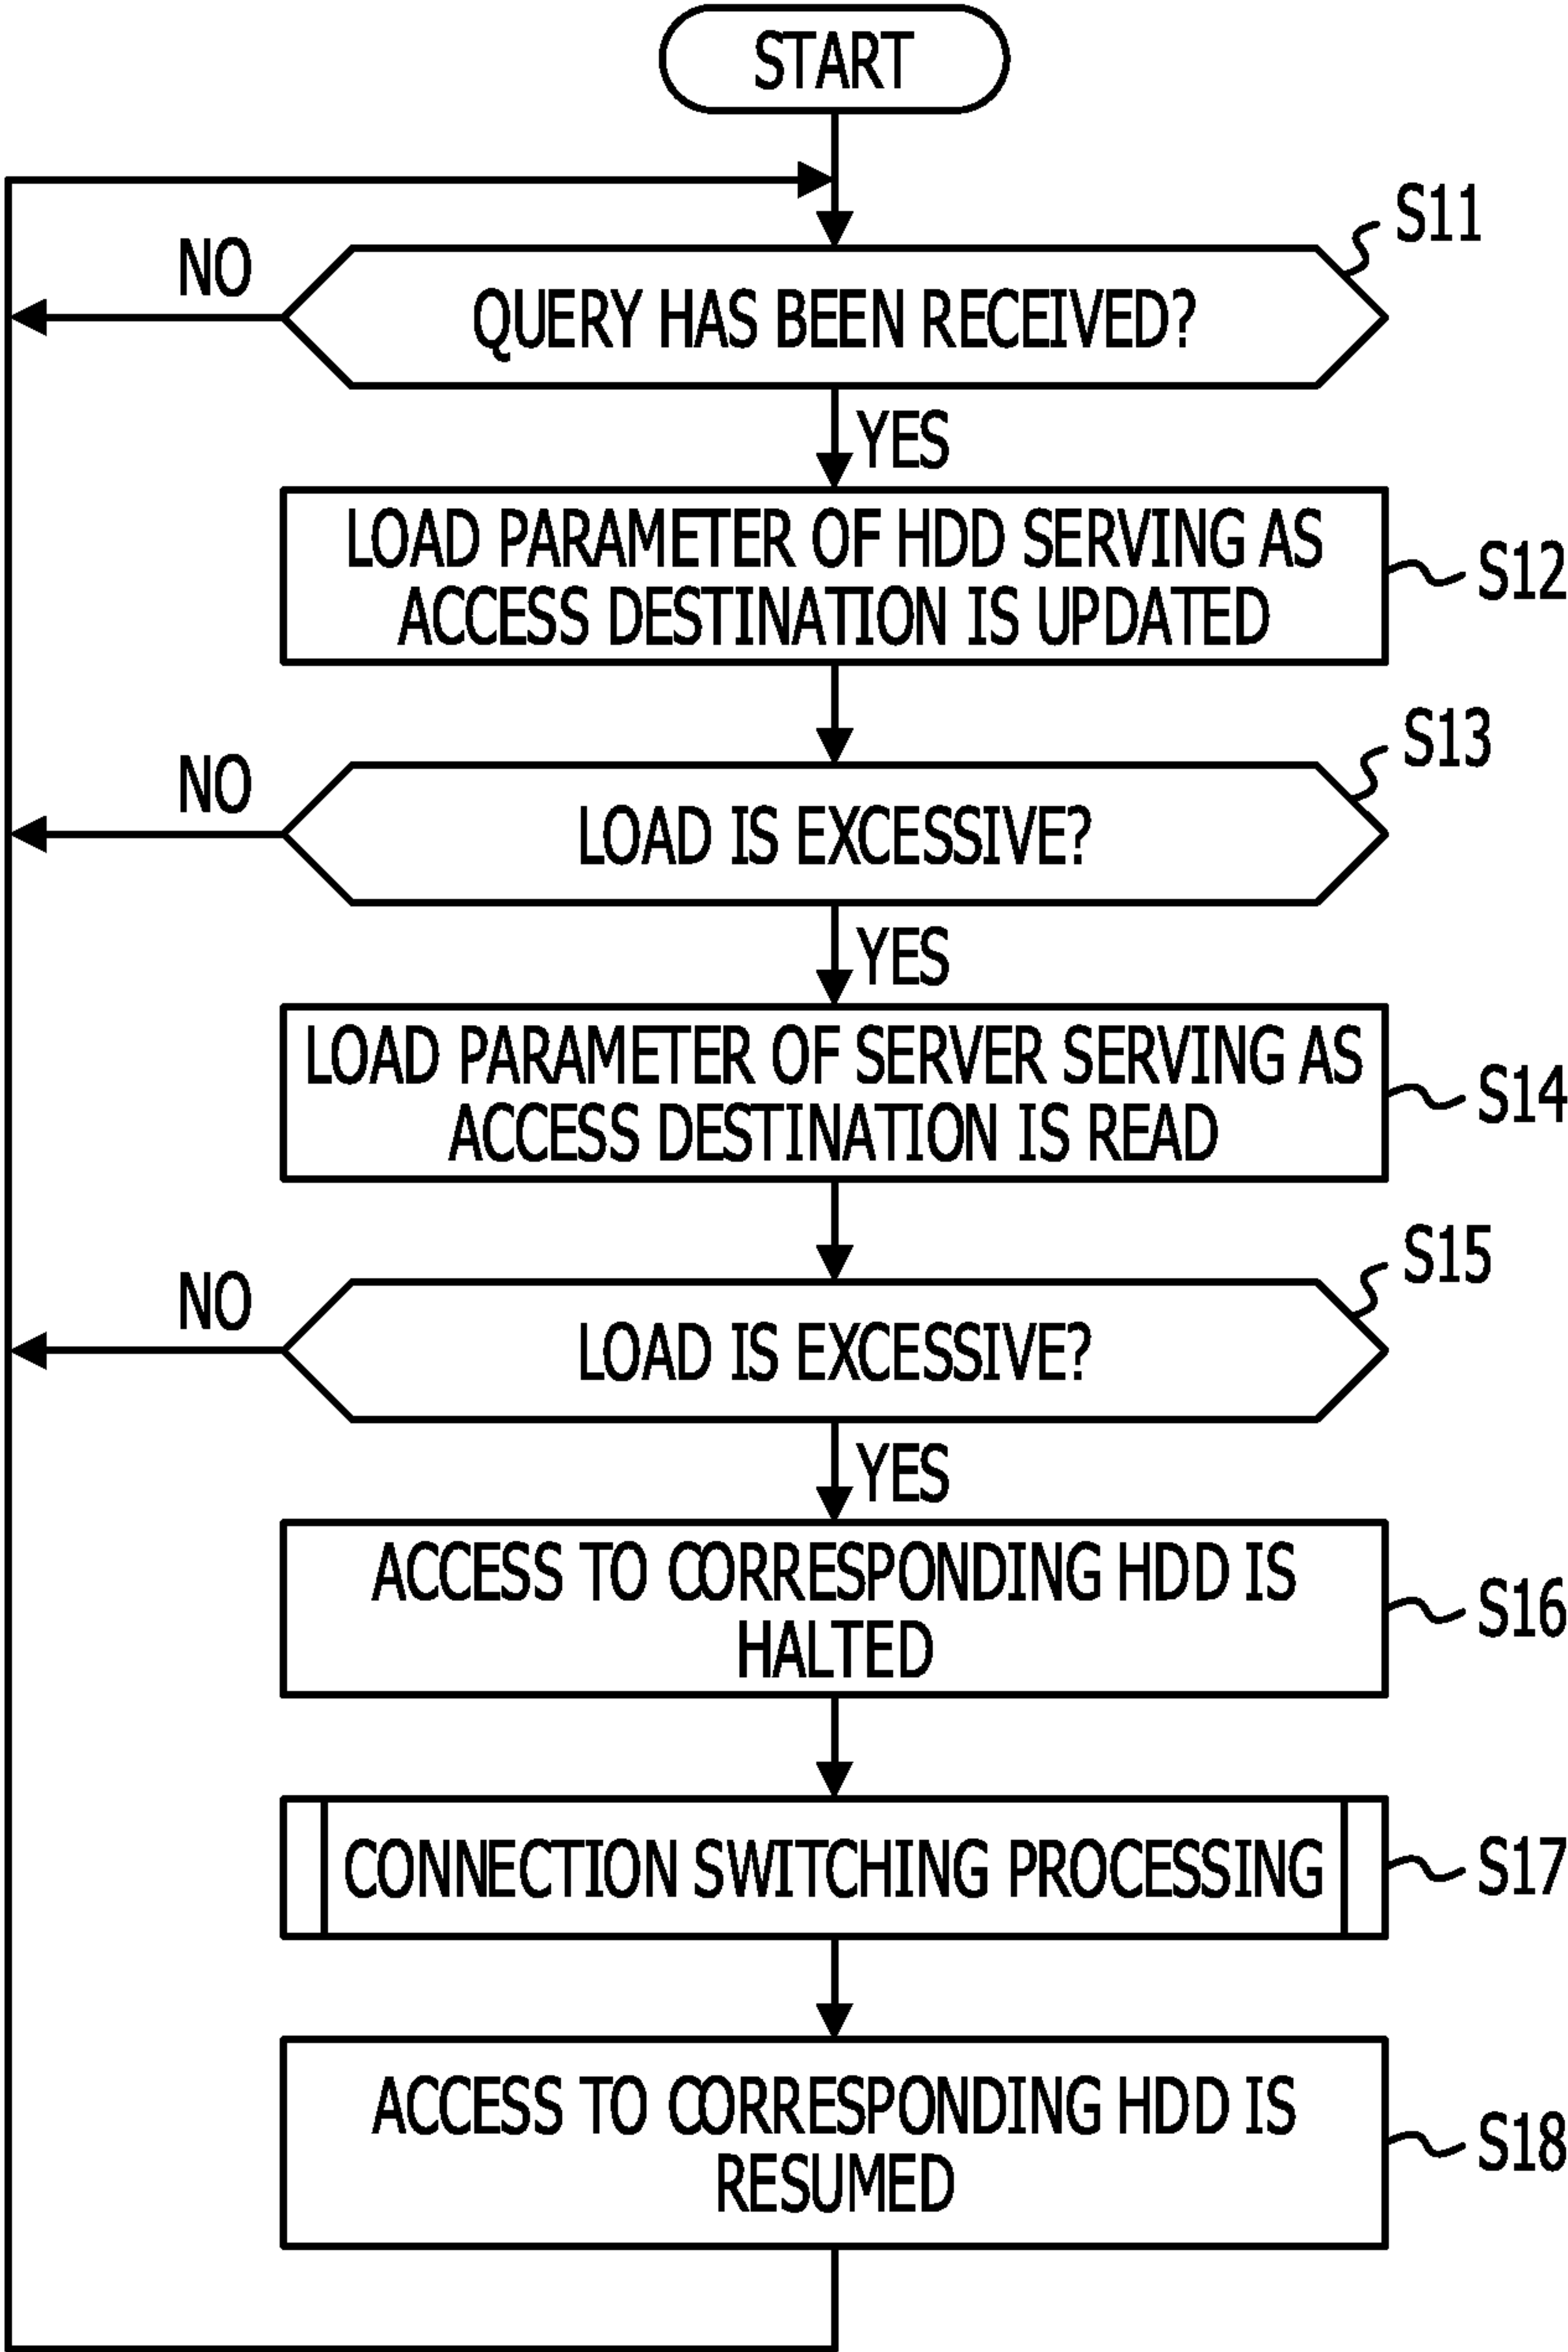 START
S11
NO
QUERY HAS BEEN RECEIVED?
YES
LOAD PARAMETER OF HDD SERVING AS
ACCESS DESTINATION IS UPDATED
S12
S13
NO
LOAD IS EXCESSIVE?
YES
LOAD PARAMETER OF SERVER SERVING AS
ACCESS DESTINATION IS READ
S14
S15
NO
LOAD IS EXCESSIVE?
YES
ACCESS TO CORRESPONDING HDD IS
HALTED
S16
CONNECTION SWITCHING PROCESSING
S17
ACCESS TO CORRESPONDING HDD IS
RESUMED
S18